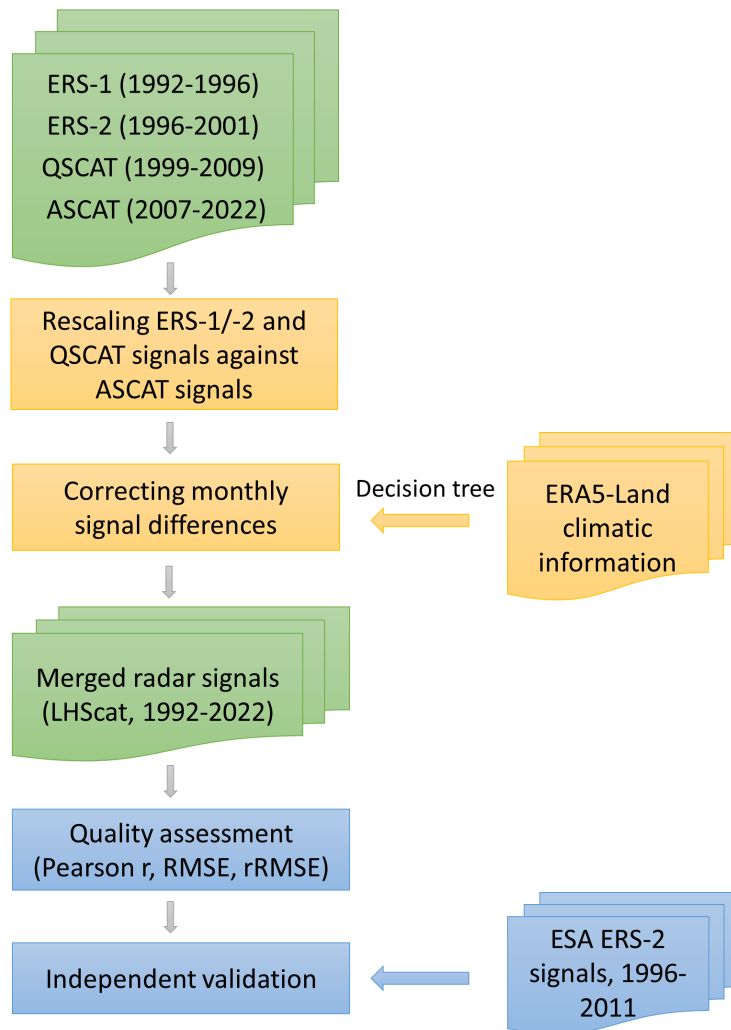 ERS-1 (1992-1996)
ERS-2 (1996-2001)
QSCAT (1999-2009)
ASCAT (2007-2022)
Rescaling ERS-1/-2 and
QSCAT signals against
ASCAT signals
Correcting monthly
signal differences
Decision tree
ERA5-Land
climatic
information
Merged radar signals
(LHScat, 1992-2022)
Quality assessment
(Pearson r, RMSE, rRMSE)
Independent validation
ESA ERS-2
signals, 1996-
2011